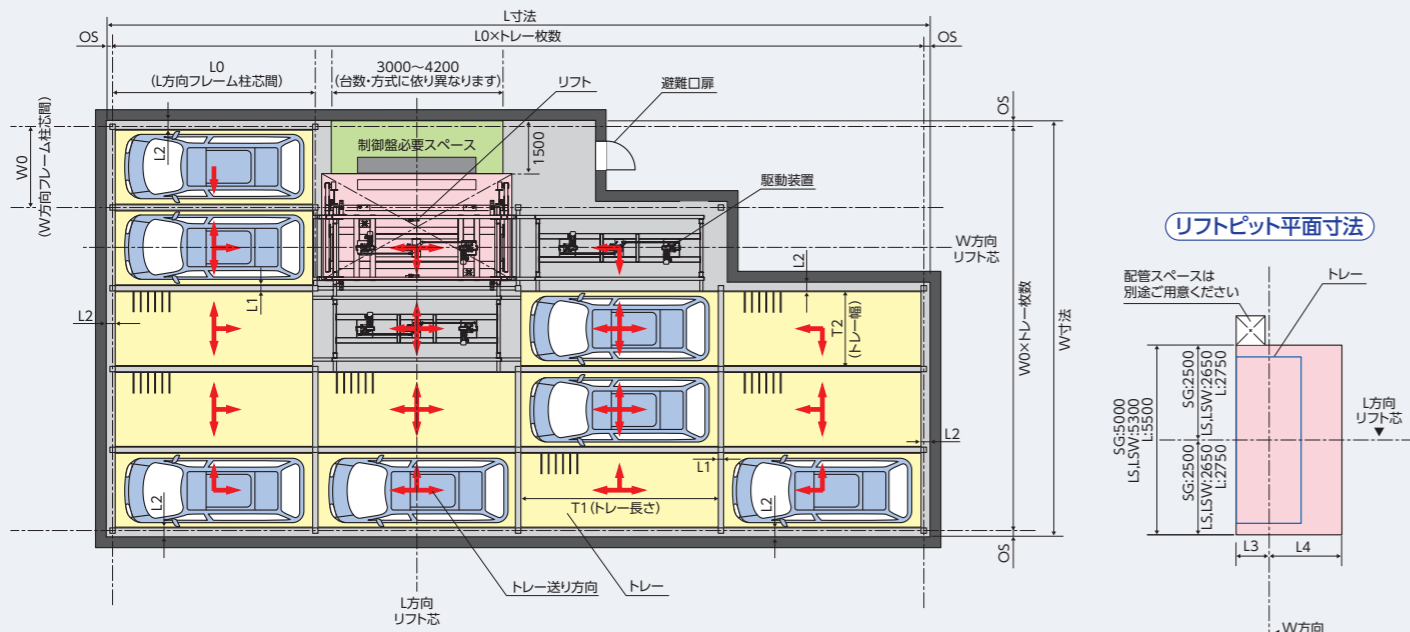 L寸法
OS
L0×トレー枚数
OS
L0
(L方向フレーム柱芯間)
3000〜4200
(台数・方式に依り異なります)
リフト
避難口扉
OS
W0
(W方向フレーム柱芯間)
L2
制御盤必要スペース
1500
駆動装置
W方向
リフト芯
L2
L1
L2
T2
(トレー幅)
W0×トレー枚数
W寸法
L2
L1
L2
T1(トレー長さ)
L2
OS
トレー送り方向
トレー
L方向
リフト芯
リフトピット平面寸法
配管スペースは
別途ご用意ください
トレー
SG:5000
LS,LSW:5300
L:5500
SG:2500
LS,LSW:2650
L:2750
SG:2500
LS,LSW:2650
L:2750
L方向
リフト芯
L3
L4
W方向